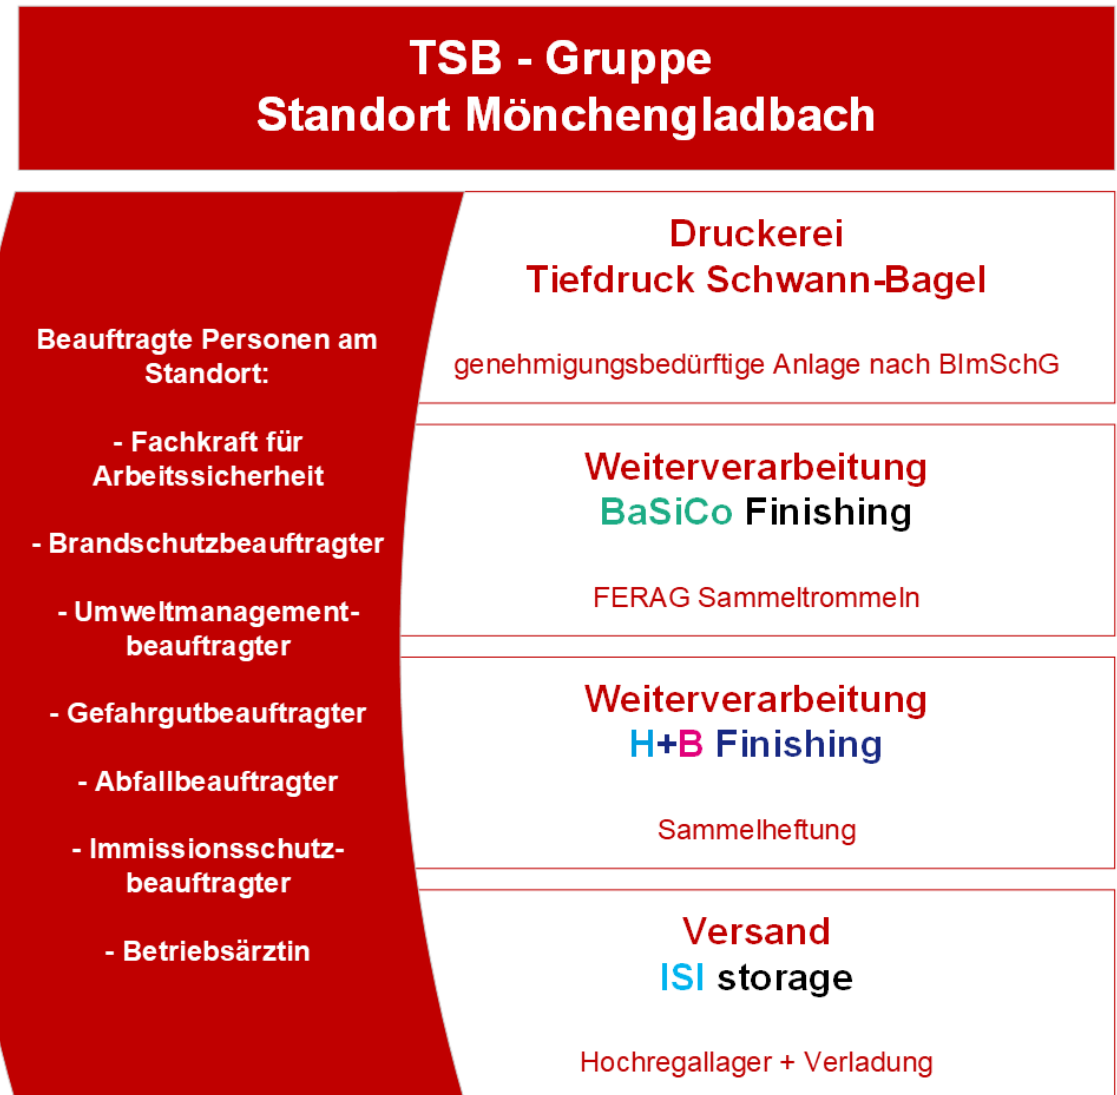 TSB - Gruppe
Standort Mönchengladbach
Beauftragte Personen am
Standort:
- Fachkraft für
Arbeitssicherheit
- Brandschutzbeauftragter
- Umweltmanagement-
beauftragter
- Gefahrgutbeauftragter
- Abfallbeauftragter
- Immissionsschutz-
beauftragter
- Betriebsärztin
Druckerei
Tiefdruck Schwann-Bagel
genehmigungsbedürftige Anlage nach BImSchG
Weiterverarbeitung
BaSiCo Finishing
FERAG Sammeltrommeln
Weiterverarbeitung
H+B Finishing
Sammelheftung
Versand
ISI storage
Hochregallager + Verladung